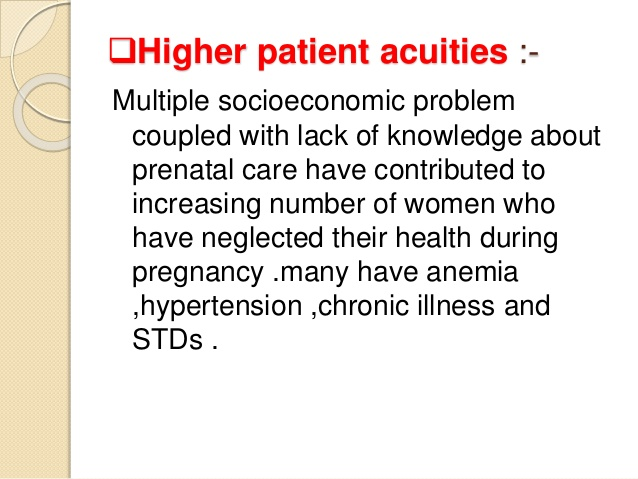 ❑Higher patient acuities :-
Multiple socioeconomic problem
coupled with lack of knowledge about
prenatal care have contributed to
increasing number of women who
have neglected their health during
pregnancy .many have anemia
,hypertension ,chronic illness and
STDs .